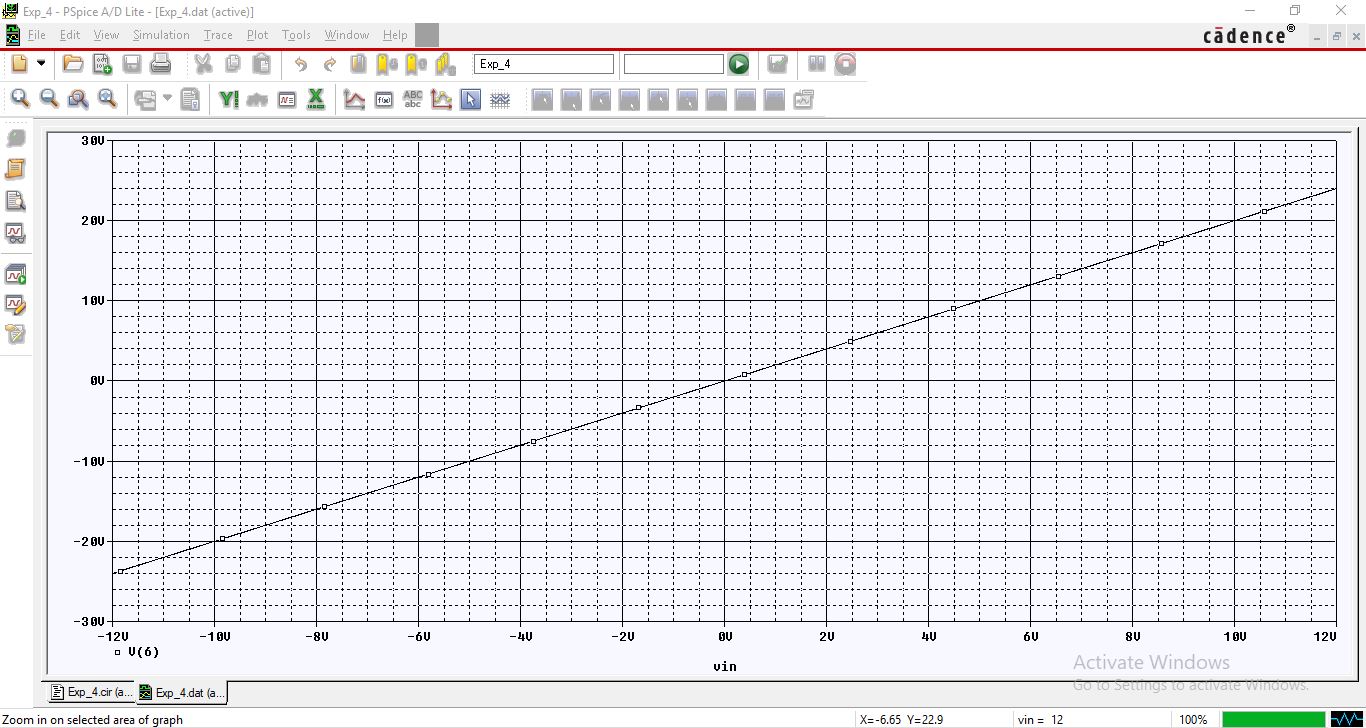 Exp_4 - PSpice A/D Lite - [Exp_4.dat (active)]
File Edit View Simulation Trace Plot Tools Window Help
cādence®
Exp_4
ABC
abc
30V
20V
10V
0V
-10V
-20V
-30V
-12V -10V -8V -6V -4V -2V 0V 2V 4V 6V 8V 10V 12V
V(6)
vin
Activate Windows
Go to Settings to activate Windows.
Exp_4.cir (a... Exp_4.dat (a...
Zoom in on selected area of graph X=-6.65 Y=22.9 vin = 12 100%